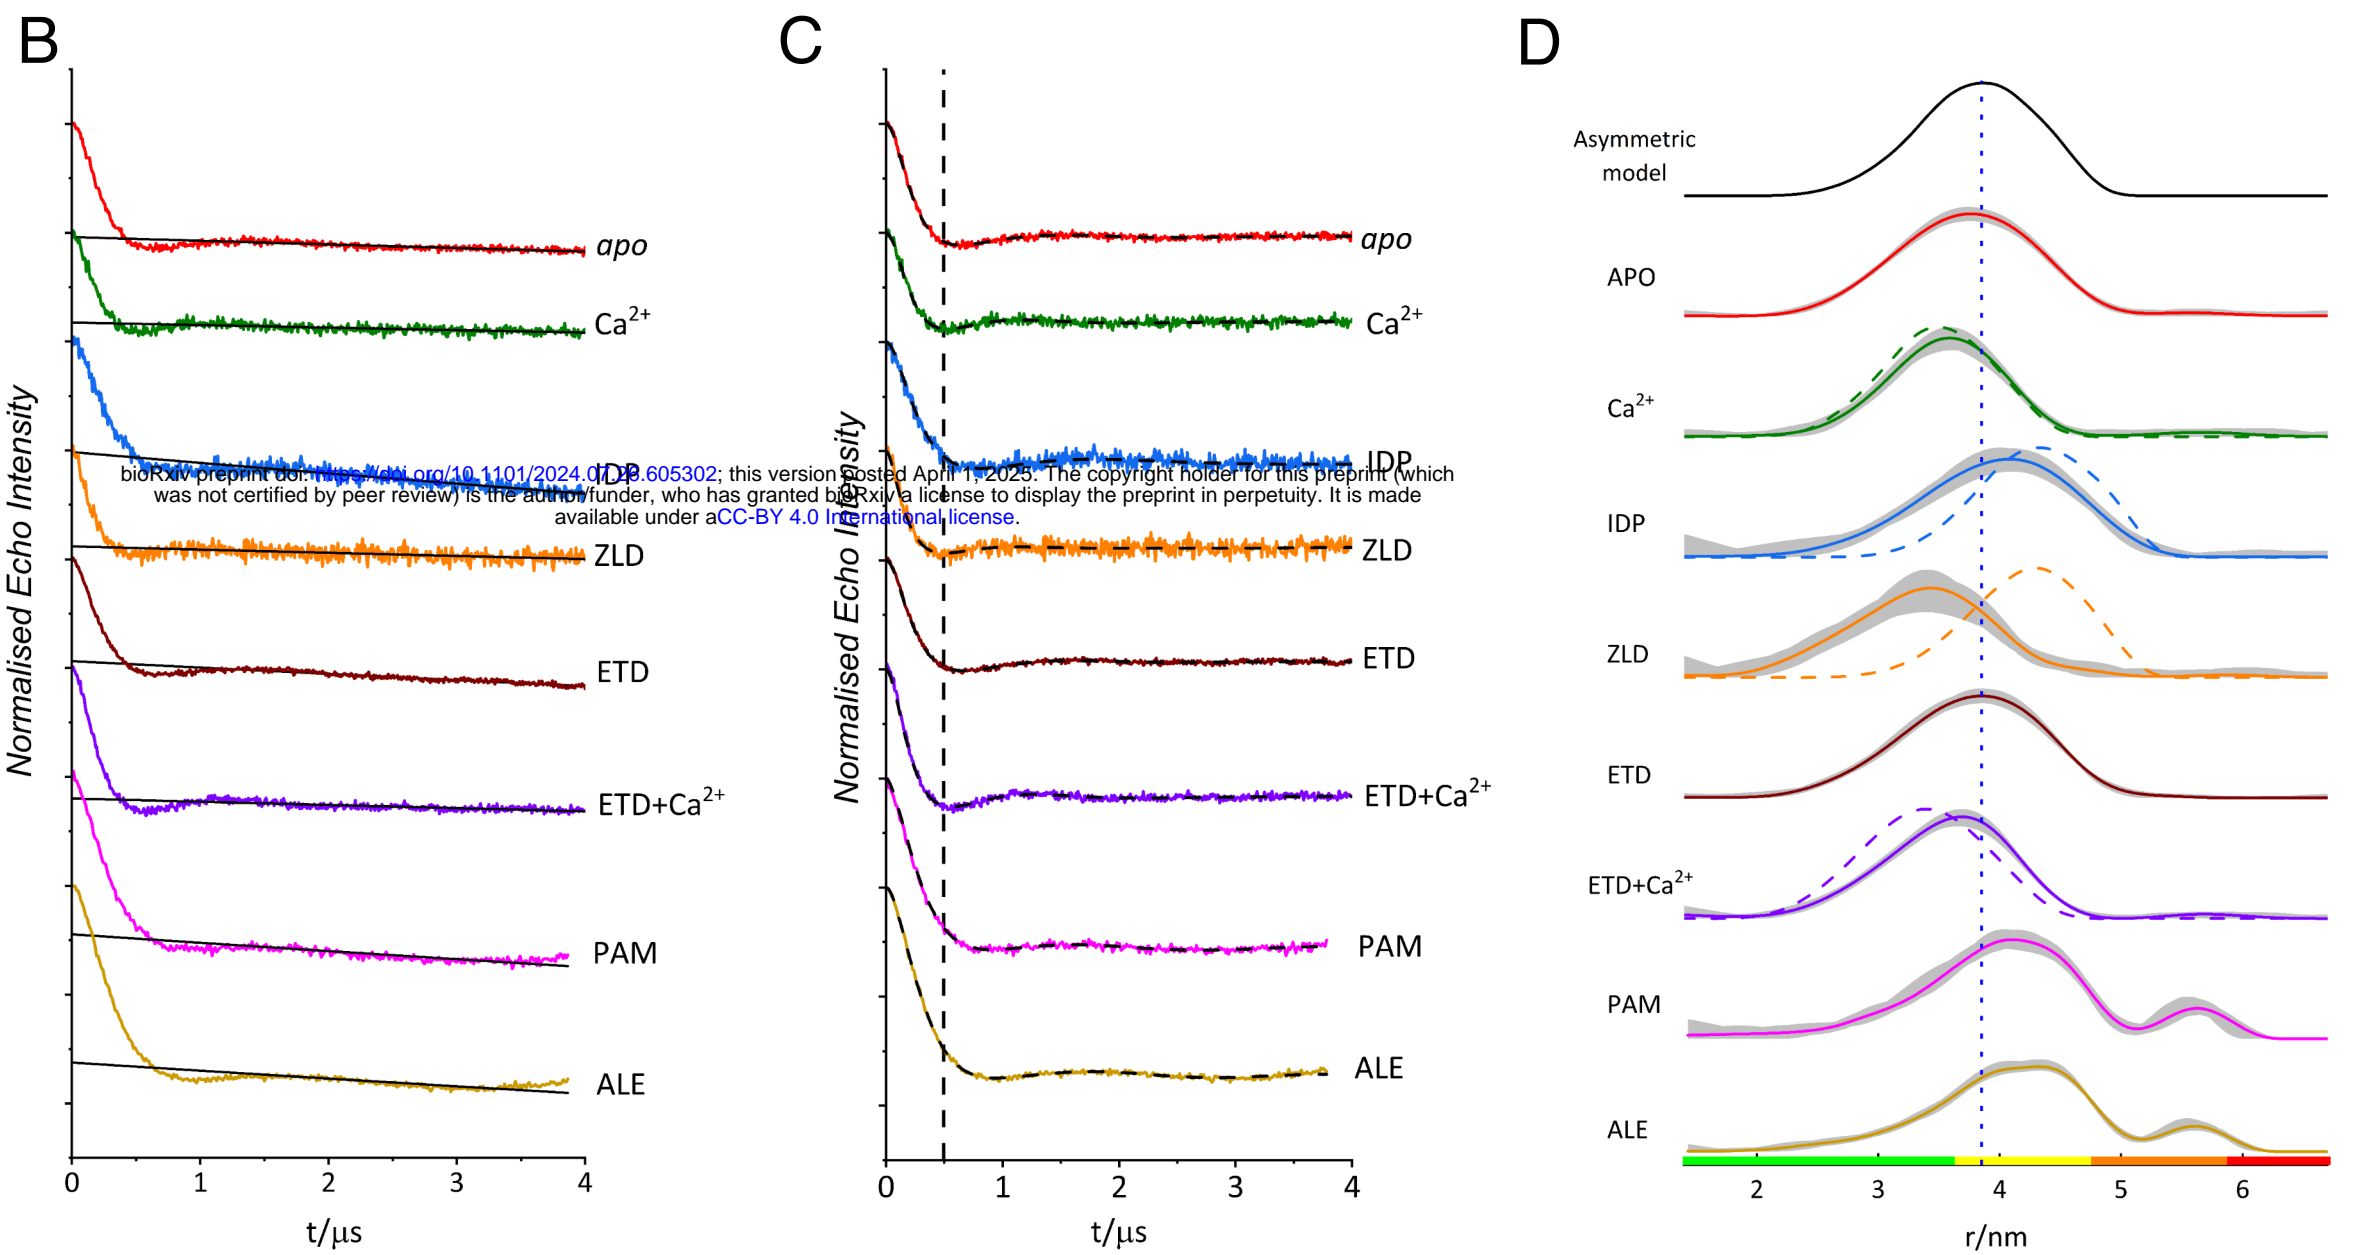 B
C
D
Normalised Echo Intensity
apo
Ca2+
IDP
ZLD
ETD
ETD+Ca2+
PAM
ALE
0 1 2 3 4
t/μs
Normalised Echo Intensity
apo
Ca2+
IDP
ZLD
ETD
ETD+Ca2+
PAM
ALE
0 1 2 3 4
t/μs
Asymmetric
model
APO
Ca2+
IDP
ZLD
ETD
ETD+Ca2+
PAM
ALE
2 3 4 5 6
r/nm
bioRxiv preprint doi: https://doi.org/10.1101/2024.07.28.605302; this version posted April 1, 2025. The copyright holder for this preprint (which
was not certified by peer review) is the author/funder, who has granted bioRxiv a license to display the preprint in perpetuity. It is made
available under aCC-BY 4.0 International license.